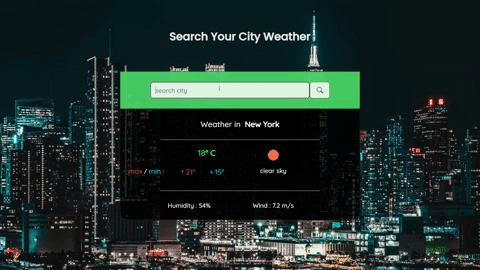 Search Your City Weather
search city
Weather in New York
18° C
max / min : ↑ 21° ↓ 15°
clear sky
Humidity : 54%
Wind : 7.2 m/s